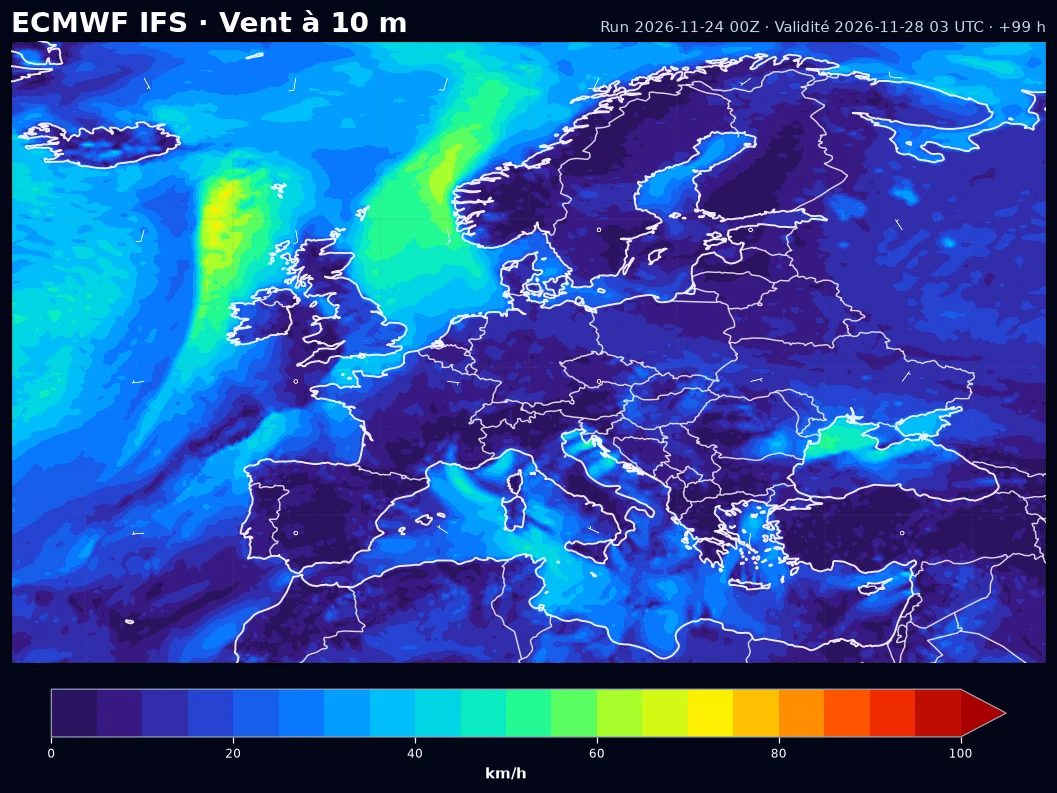 ECMWF IFS · Vent à 10 m
Run 2026-11-24 00Z · Validité 2026-11-28 03 UTC · +99 h
0 20 40 60 80 100
km/h